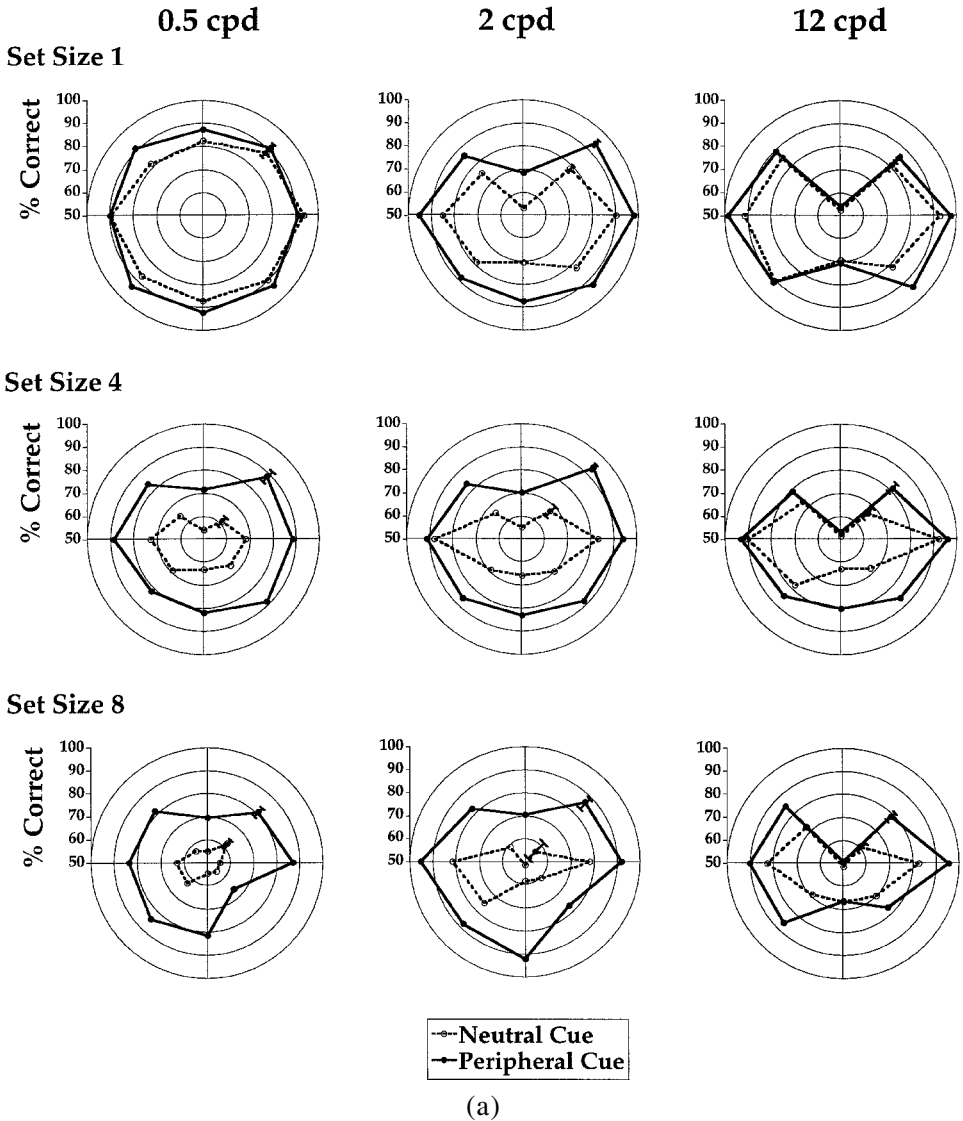 0.5 cpd 2 cpd 12 cpd
Set Size 1
% Correct
100 100 100
90 90 90
80 80 80
70 70 70
60 60 60
50 50 50
Set Size 4
% Correct
100 100 100
90 90 90
80 80 80
70 70 70
60 60 60
50 50 50
Set Size 8
% Correct
100 100 100
90 90 90
80 80 80
70 70 70
60 60 60
50 50 50
Neutral Cue
Peripheral Cue
(a)